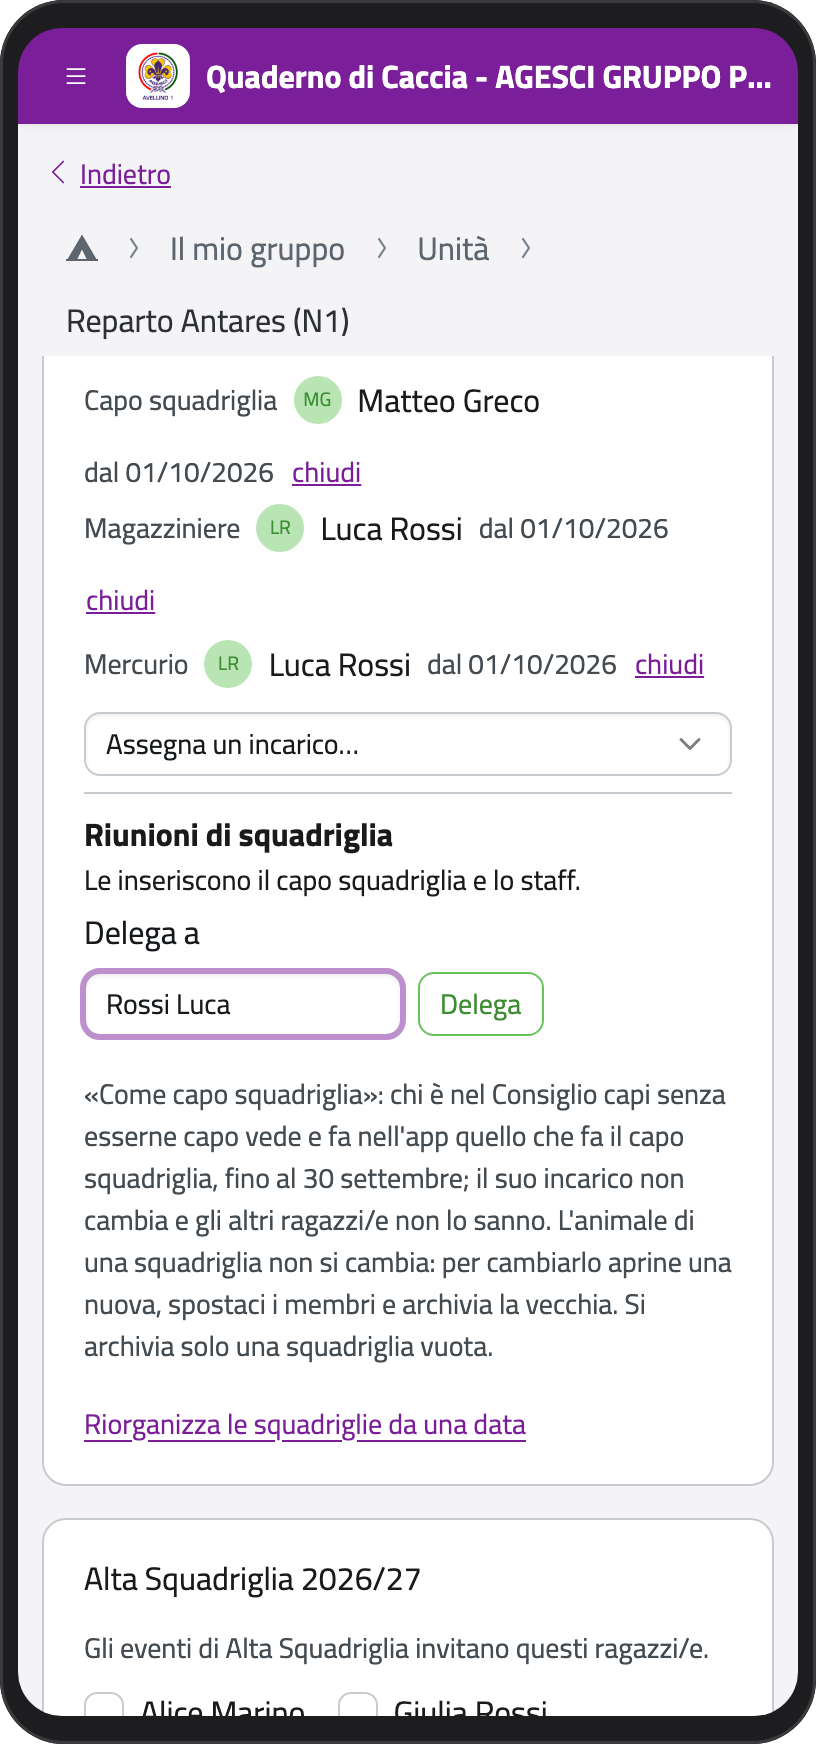 AVELLINO 1
Quaderno di Caccia - AGESCI GRUPPO P...
Indietro
Il mio gruppo
Unità
Reparto Antares (N1)
Capo squadriglia MG Matteo Greco
dal 01/10/2026 chiudi
Magazziniere LR Luca Rossi dal 01/10/2026
chiudi
Mercurio LR Luca Rossi dal 01/10/2026 chiudi
Assegna un incarico...
Riunioni di squadriglia
Le inseriscono il capo squadriglia e lo staff.
Delega a
Rossi Luca Delega
«Come capo squadriglia»: chi è nel Consiglio capi senza
esserne capo vede e fa nell'app quello che fa il capo
squadriglia, fino al 30 settembre; il suo incarico non
cambia e gli altri ragazzi/e non lo sanno. L'animale di
una squadriglia non si cambia: per cambiarlo aprine una
nuova, spostaci i membri e archivia la vecchia. Si
archivia solo una squadriglia vuota.
Riorganizza le squadriglie da una data
Alta Squadriglia 2026/27
Gli eventi di Alta Squadriglia invitano questi ragazzi/e.
Alice Marino Giulia Rossi